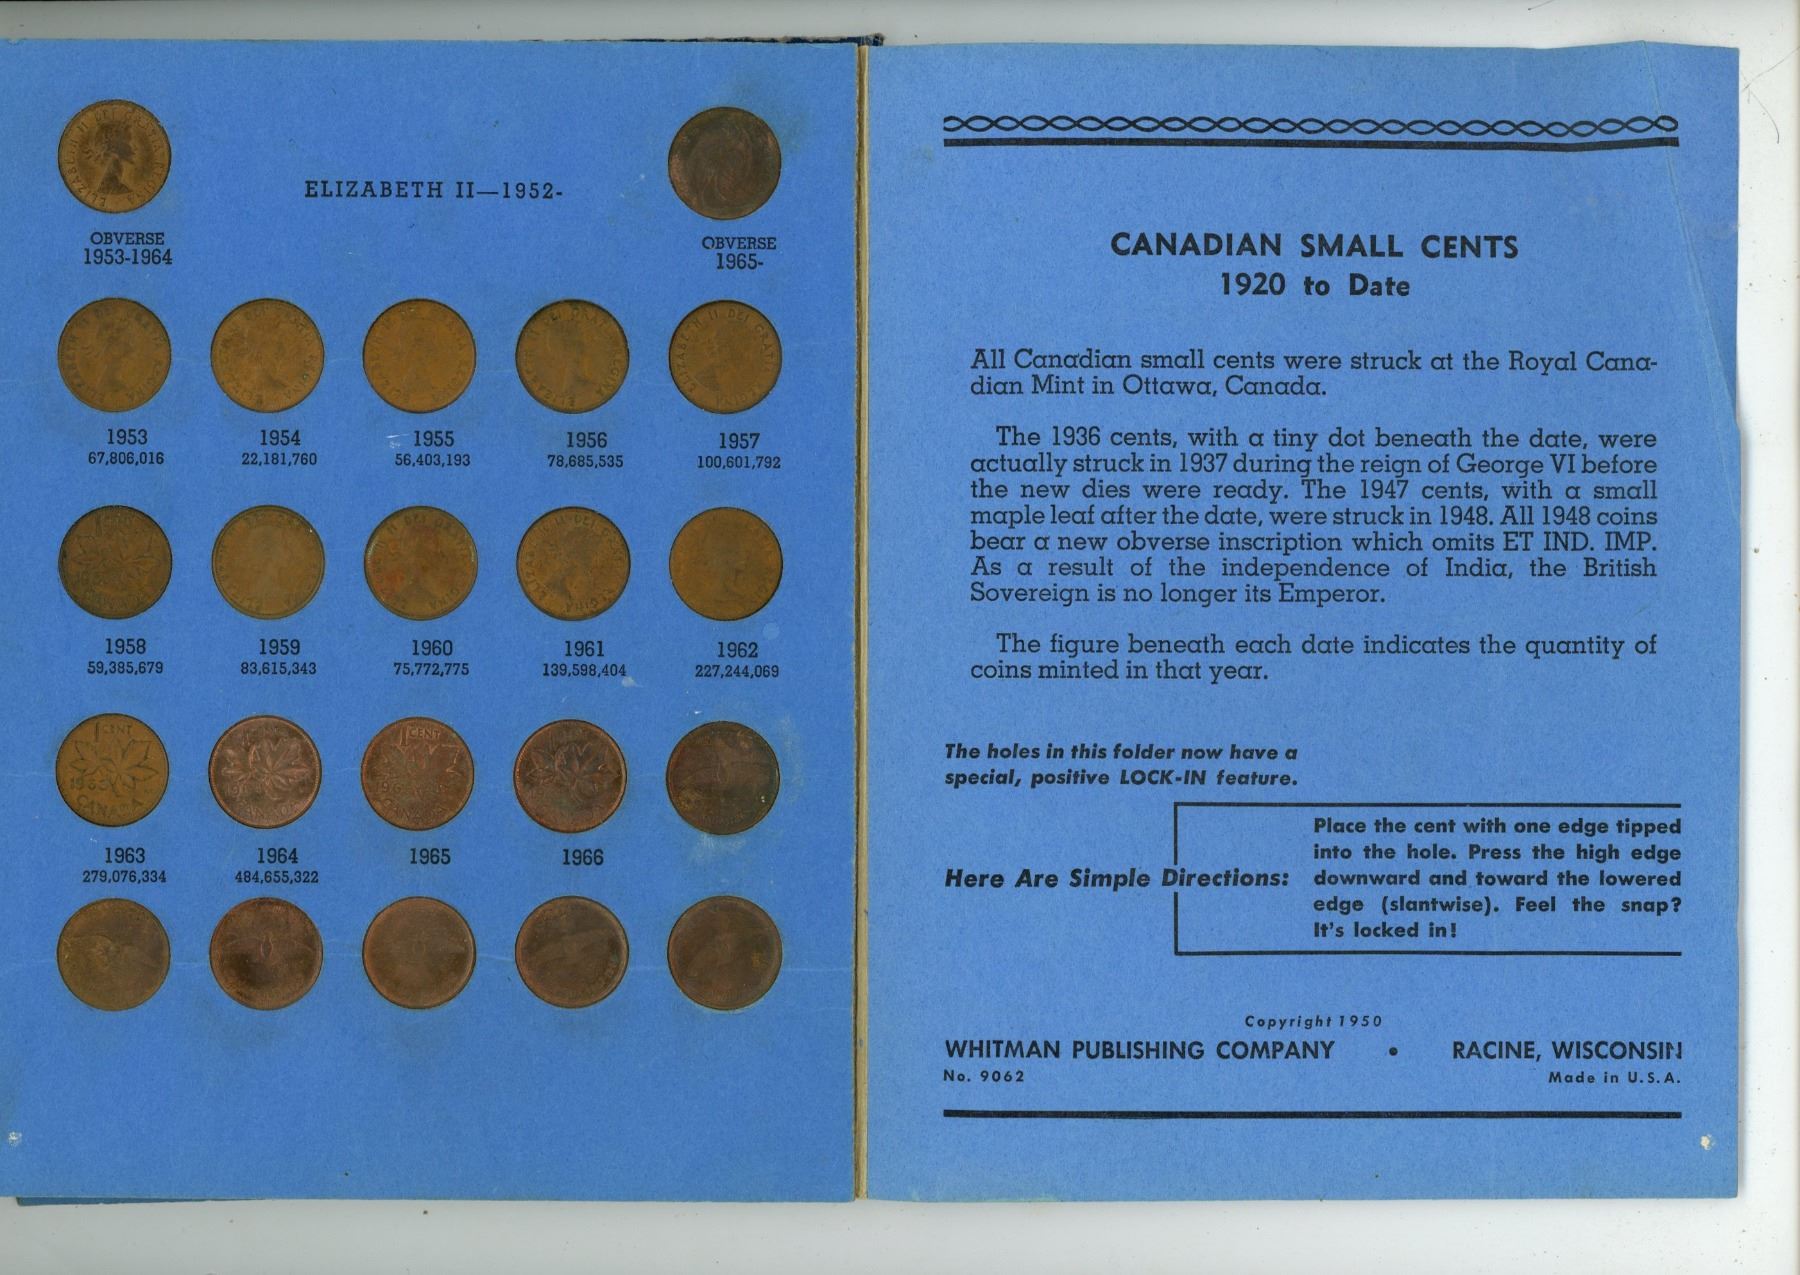 ELIZABETH II—1952-
OBVERSE
1953-1964
OBVERSE
1965-
1953
67,806,016
1954
22,181,760
1955
56,403,193
1956
78,685,535
1957
100,601,792
1958
59,385,679
1959
83,615,343
1960
75,772,775
1961
139,598,404
1962
227,244,069
1 CENT
1963
CANADA
1963
279,076,334
1964
484,655,322
1965
1966
CANADIAN SMALL CENTS
1920 to Date
All Canadian small cents were struck at the Royal Cana-
dian Mint in Ottawa, Canada.
The 1936 cents, with a tiny dot beneath the date, were
actually struck in 1937 during the reign of George VI before
the new dies were ready. The 1947 cents, with a small
maple leaf after the date, were struck in 1948. All 1948 coins
bear a new obverse inscription which omits ET IND. IMP.
As a result of the independence of India, the British
Sovereign is no longer its Emperor.
The figure beneath each date indicates the quantity of
coins minted in that year.
The holes in this folder now have a
special, positive LOCK-IN feature.
Here Are Simple Directions:
Place the cent with one edge tipped
into the hole. Press the high edge
downward and toward the lowered
edge (slantwise). Feel the snap?
It's locked in!
Copyright 1950
WHITMAN PUBLISHING COMPANY • RACINE, WISCONSIN
No. 9062
Made in U.S.A.